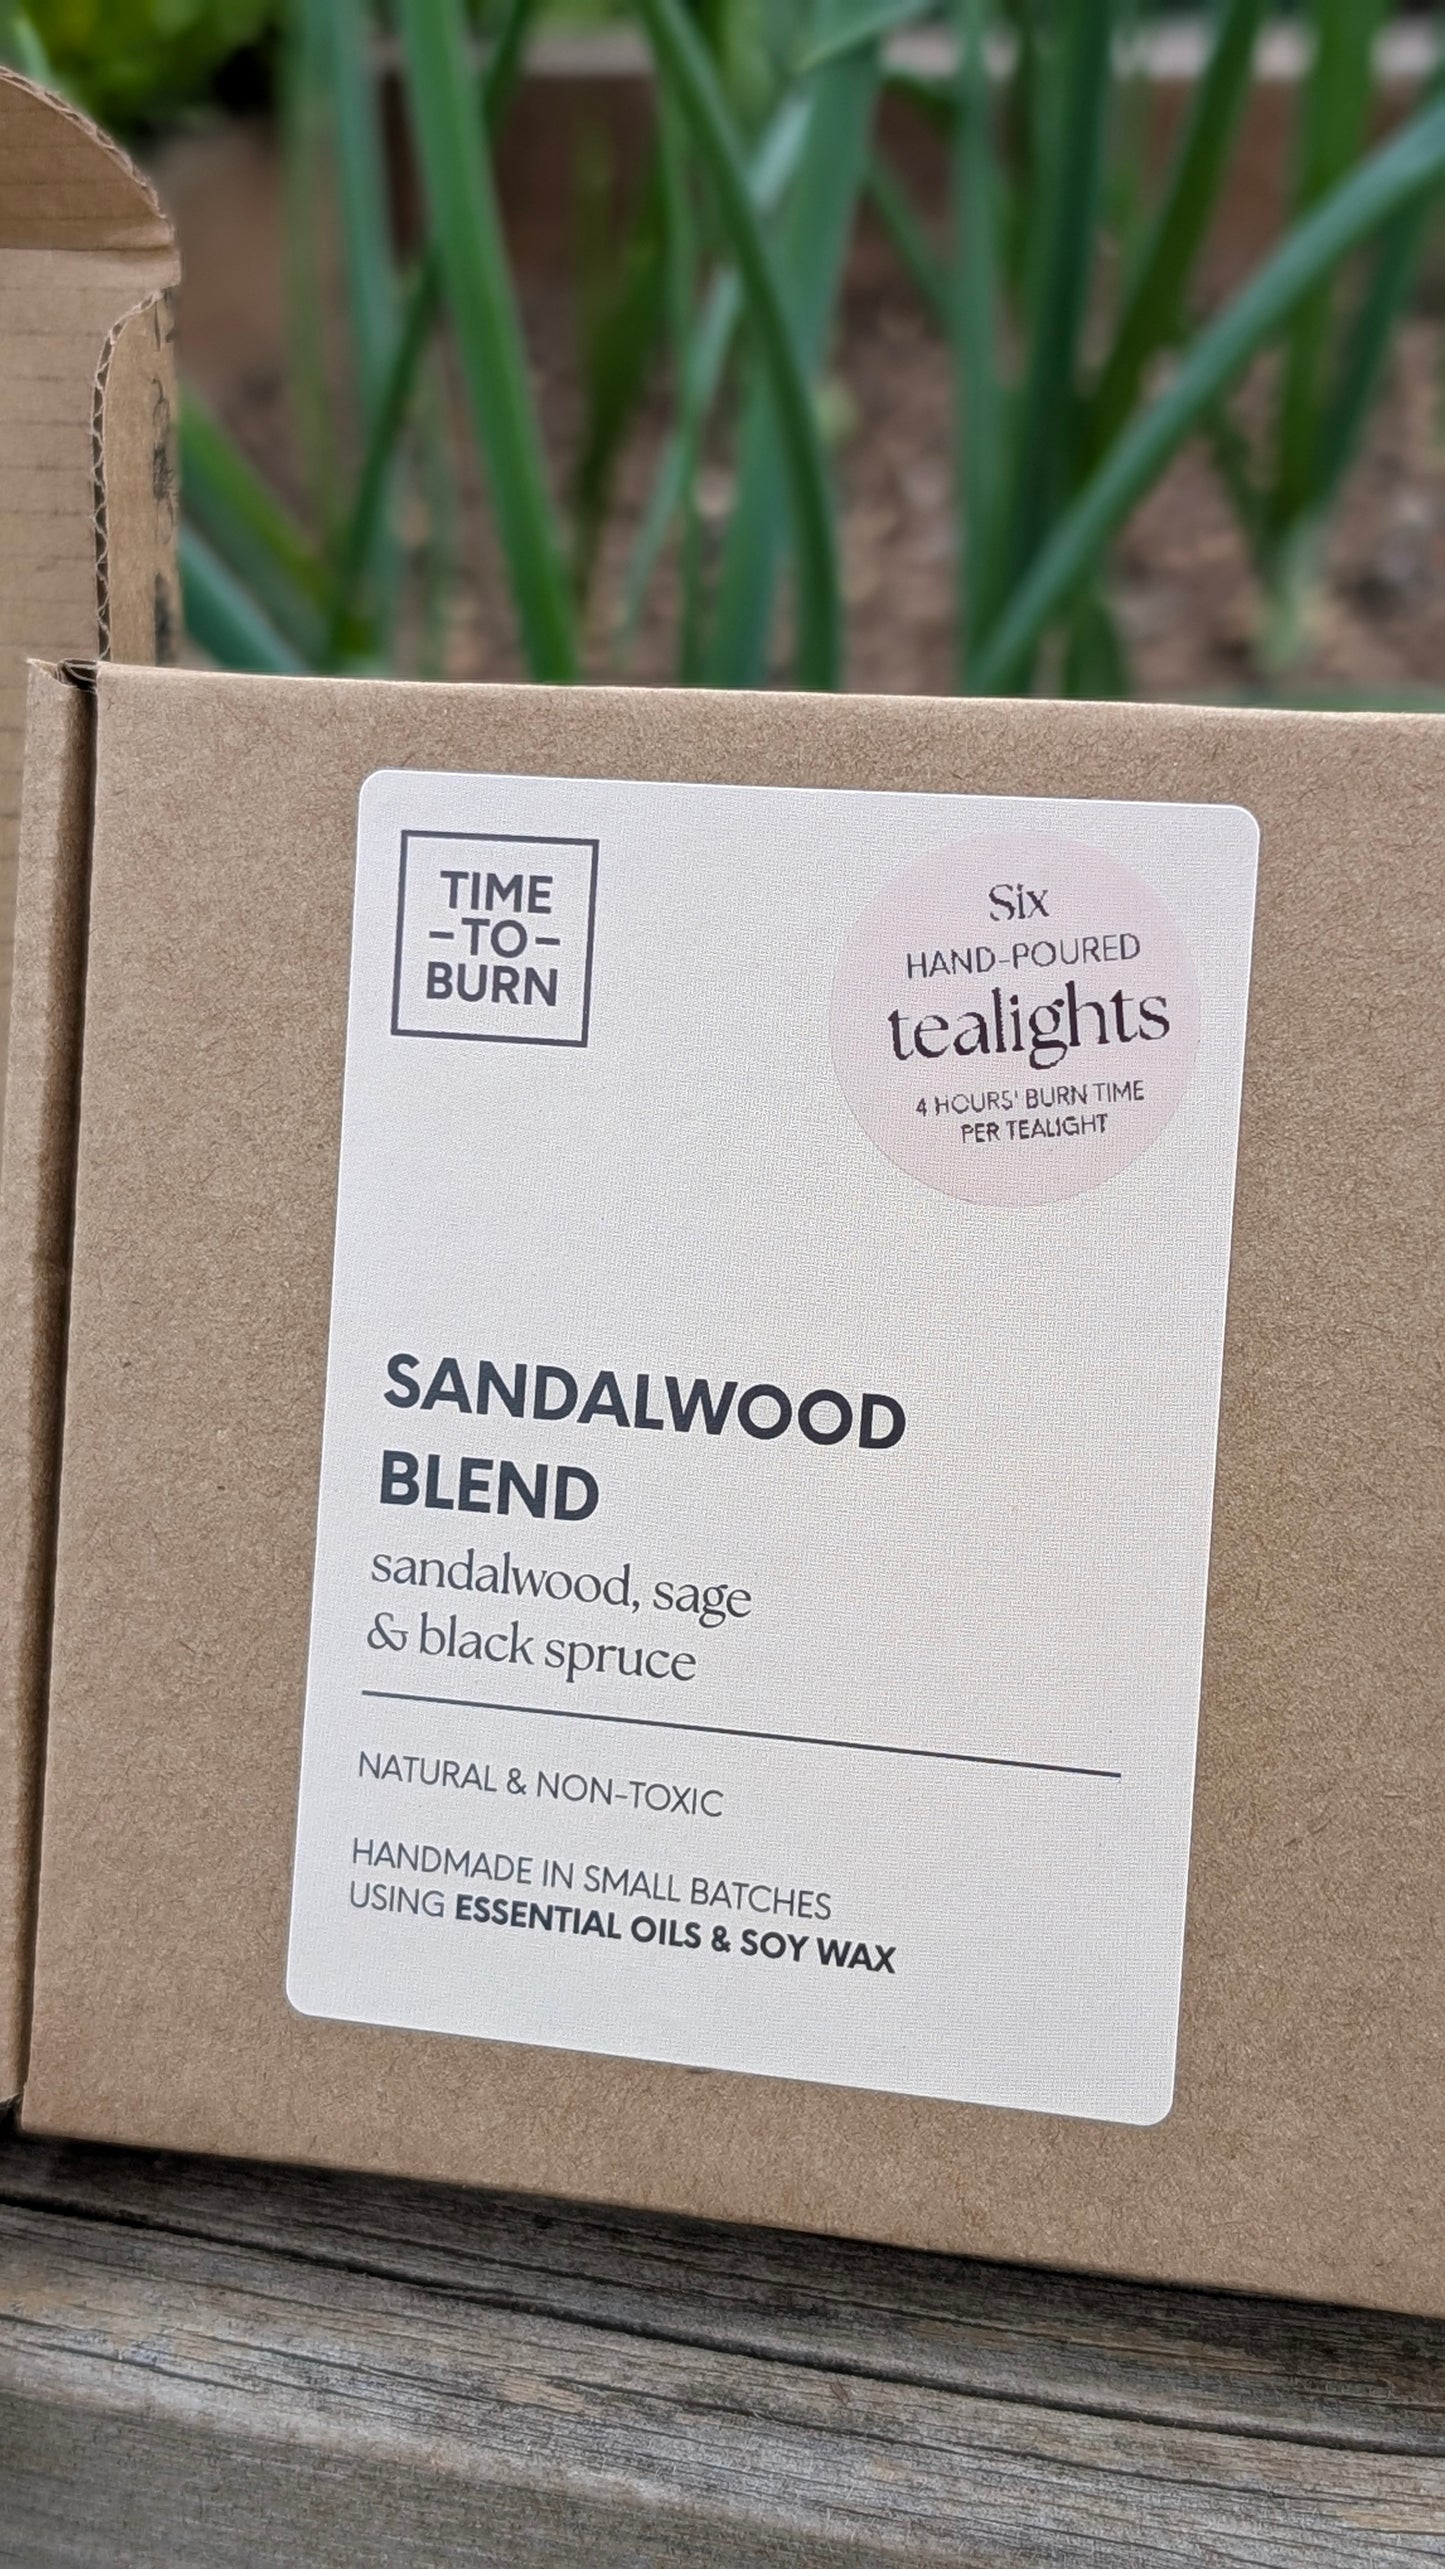 TIME
-TO-
BURN
Six
HAND-POURED
tealights
4 HOURS' BURN TIME
PER TEALIGHT
SANDALWOOD
BLEND
sandalwood, sage
& black spruce
NATURAL & NON-TOXIC
HANDMADE IN SMALL BATCHES
USING ESSENTIAL OILS & SOY WAX